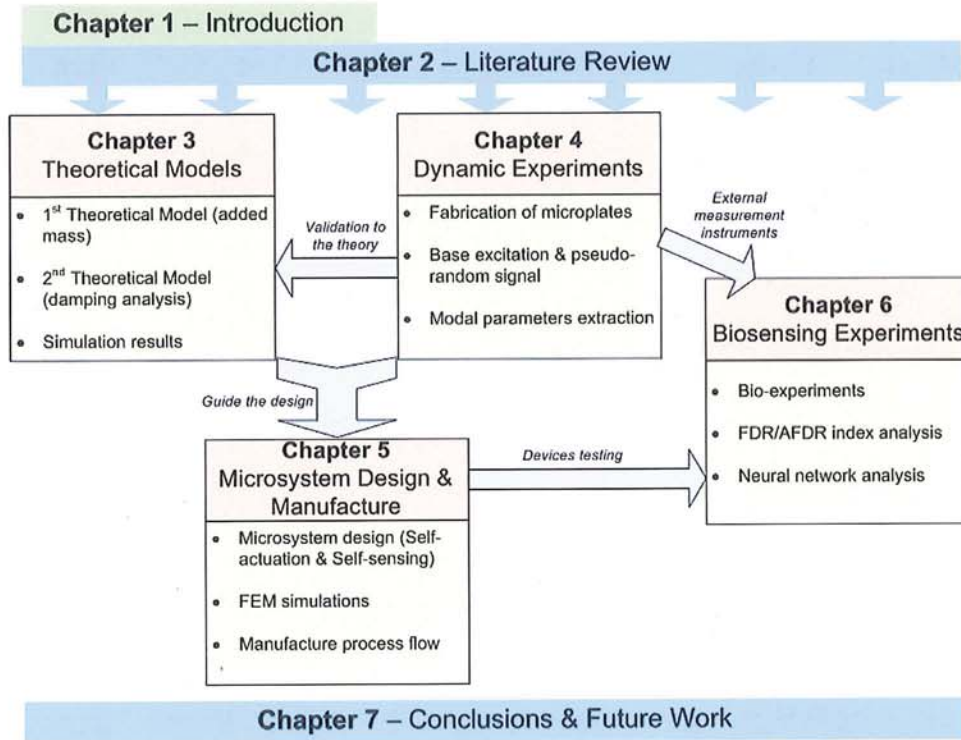 Chapter 1 – Introduction
Chapter 2 – Literature Review
Chapter 3
Theoretical Models
• 1st Theoretical Model (added
mass)
• 2nd Theoretical Model
(damping analysis)
• Simulation results
Validation to
the theory
Chapter 4
Dynamic Experiments
• Fabrication of microplates
• Base excitation & pseudo-
random signal
• Modal parameters extraction
External
measurement
instruments
Guide the design
Chapter 5
Microsystem Design &
Manufacture
• Microsystem design (Self-
actuation & Self-sensing)
• FEM simulations
• Manufacture process flow
Devices testing
Chapter 6
Biosensing Experiments
• Bio-experiments
• FDR/AFDR index analysis
• Neural network analysis
Chapter 7 – Conclusions & Future Work